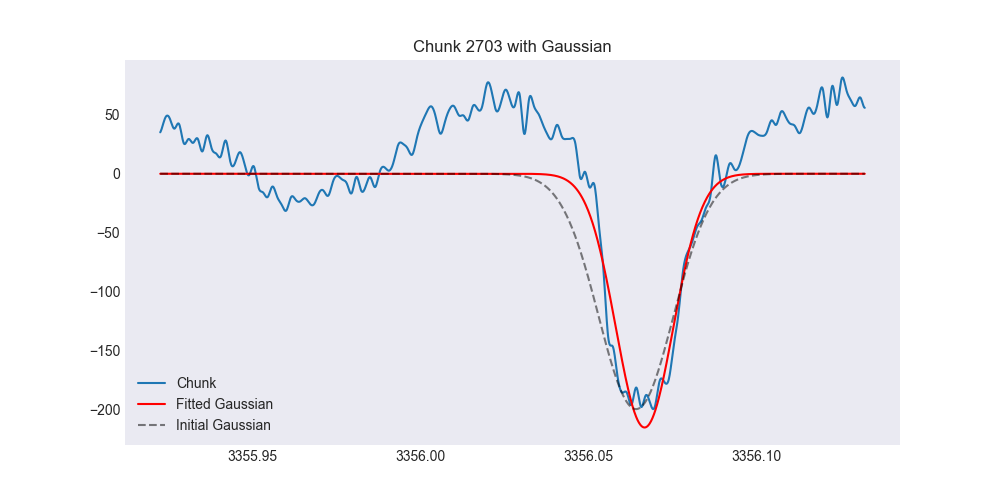 Chunk 2703 with Gaussian
50
0
−50
−100
−150
−200
Chunk
Fitted Gaussian
Initial Gaussian
3355.95 3356.00 3356.05 3356.10